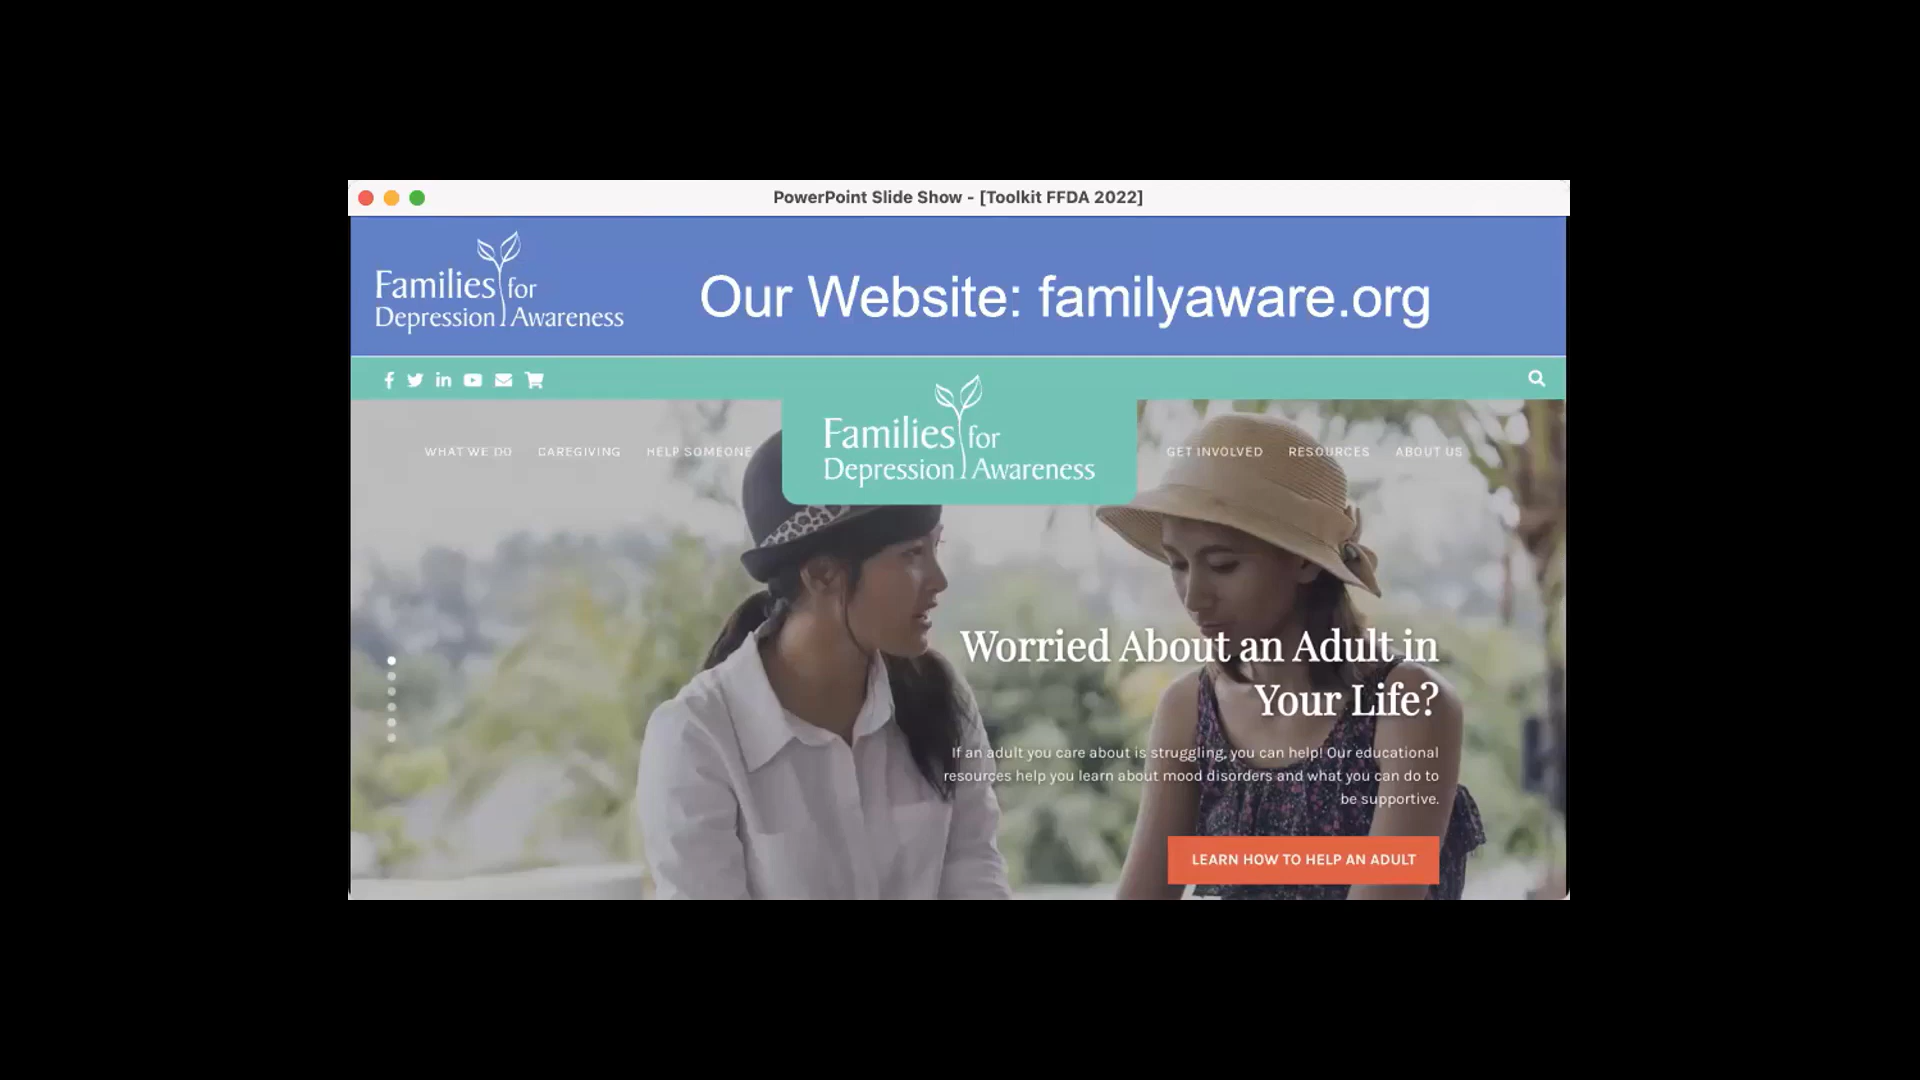 PowerPoint Slide Show - [Toolkit FFDA 2022]
Families for
Depression Awareness
Our Website: familyaware.org
Families for
Depression Awareness
WHAT WE DO
CAREGIVING
HELP SOMEONE
GET INVOLVED
RESOURCES
ABOUT US
Worried About an Adult in
Your Life?
If an adult you care about is struggling, you can help! Our educational
resources help you learn about mood disorders and what you can do to
be supportive.
LEARN HOW TO HELP AN ADULT